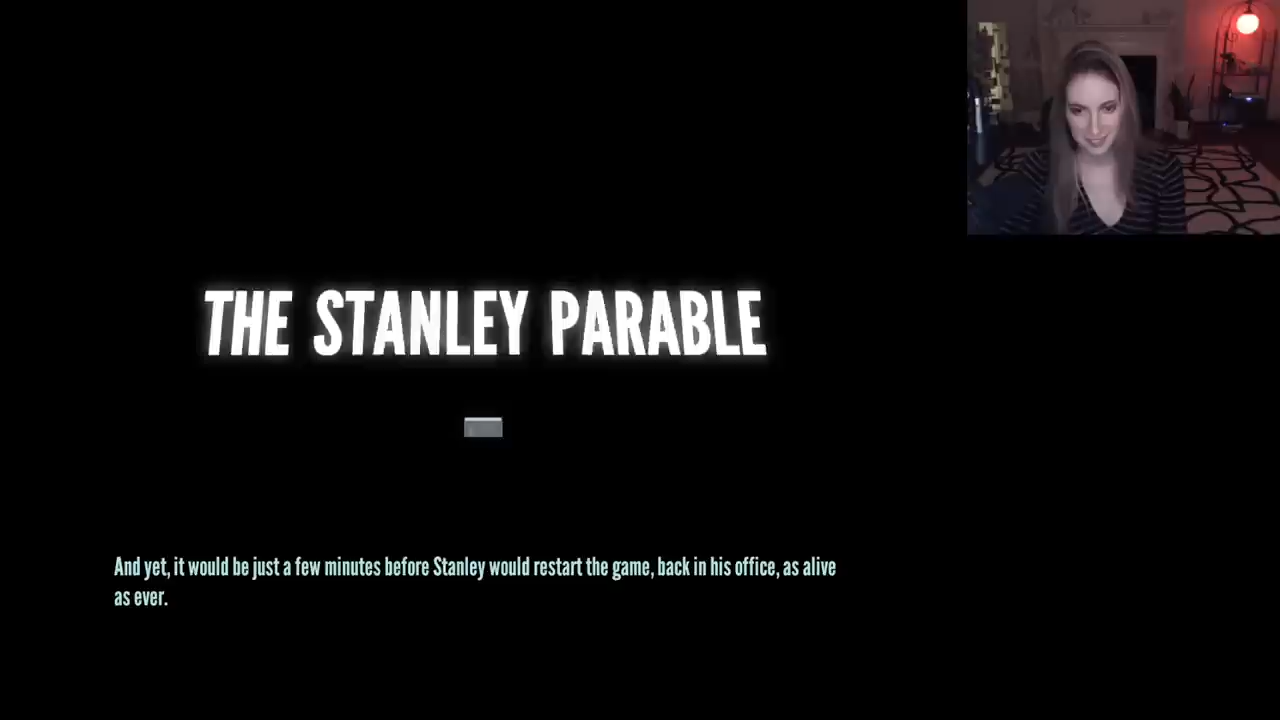 THE STANLEY PARABLE
And yet, it would be just a few minutes before Stanley would restart the game, back in his office, as alive
as ever.